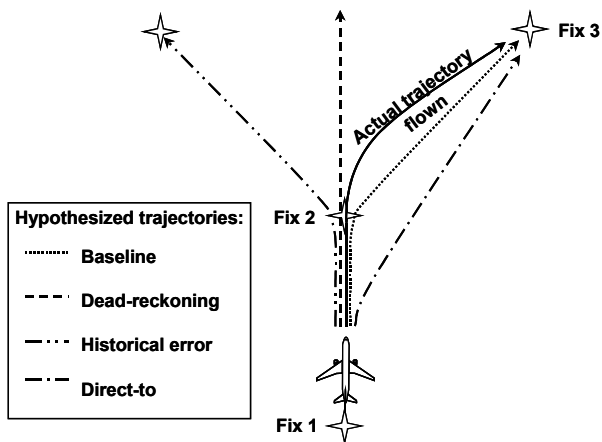 Fix 3
Actual trajectory
flown
Fix 2
Hypothesized trajectories:
Baseline
Dead-reckoning
Historical error
Direct-to
Fix 1